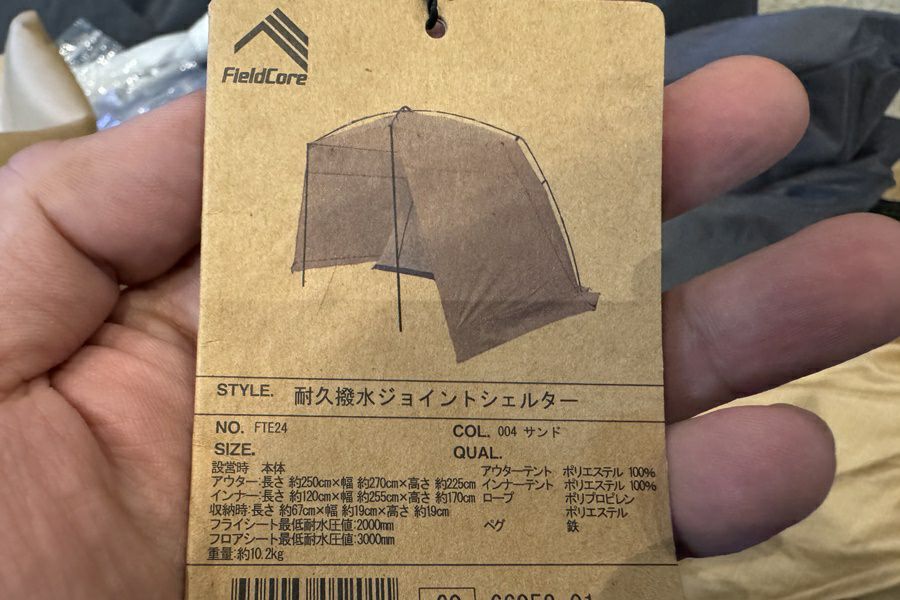 FieldCore
STYLE. 耐久撥水ジョイントシェルター
NO. FTE24
COL. 004 サンド
SIZE.
設営時 本体
アウター:長さ 約250cm×幅 約270cm×高さ 約225cm
インナー:長さ 約120cm×幅 約255cm×高さ 約170cm
収納時:長さ 約67cm×幅 約19cm×高さ 約19cm
フライシート最低耐水圧値:2000mm
フロアシート最低耐水圧値:3000mm
重量:約10.2kg
QUAL.
アウターテント ポリエステル 100%
インナーテント ポリエステル 100%
ロープ ポリプロピレン
ポリエステル
ペグ 鉄